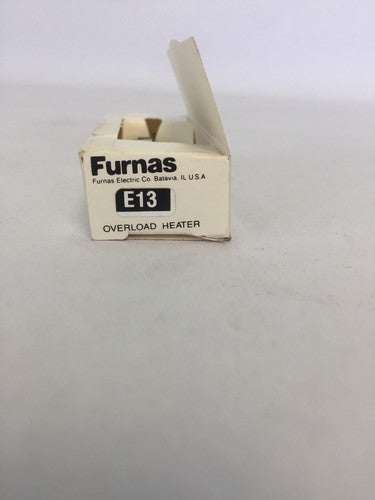 Furnas
Furnas Electric Co. Batavia, IL U.S.A.
E13
OVERLOAD HEATER